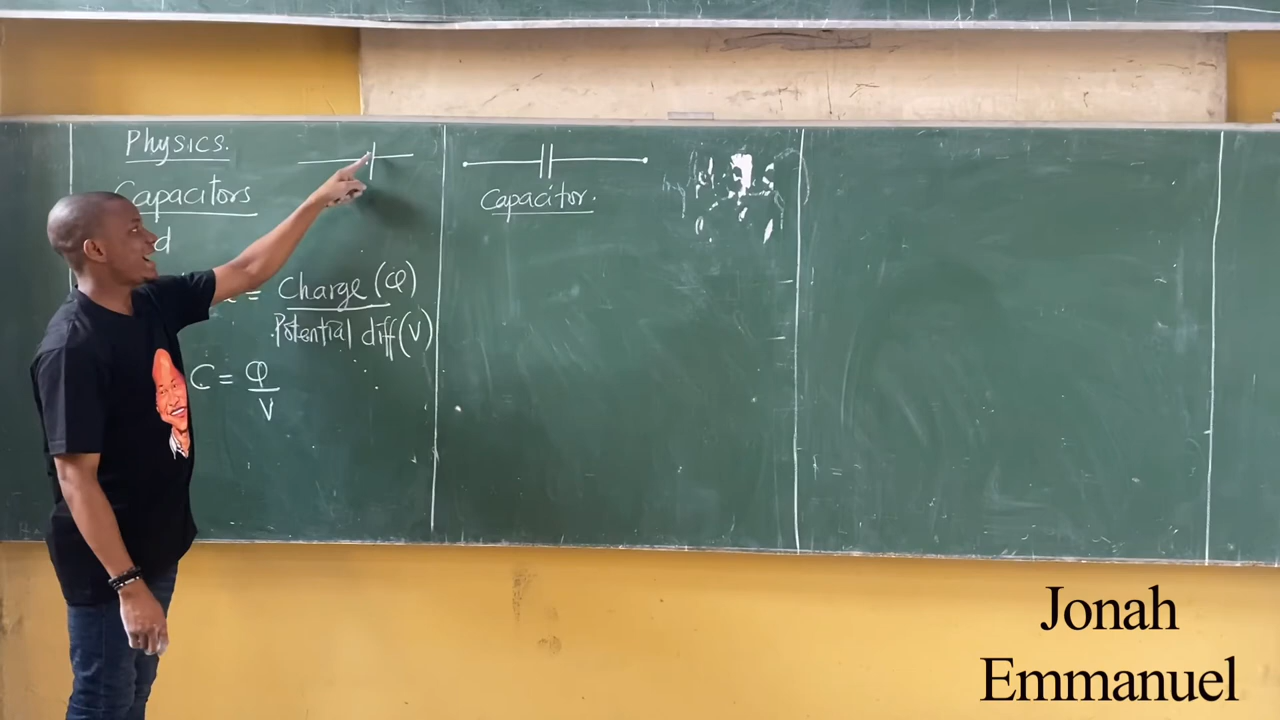 Physics.
Capacitors
d
= Charge (Q)
Potential diff (V)
C = Q
V
Capacitor.
Jonah
Emmanuel